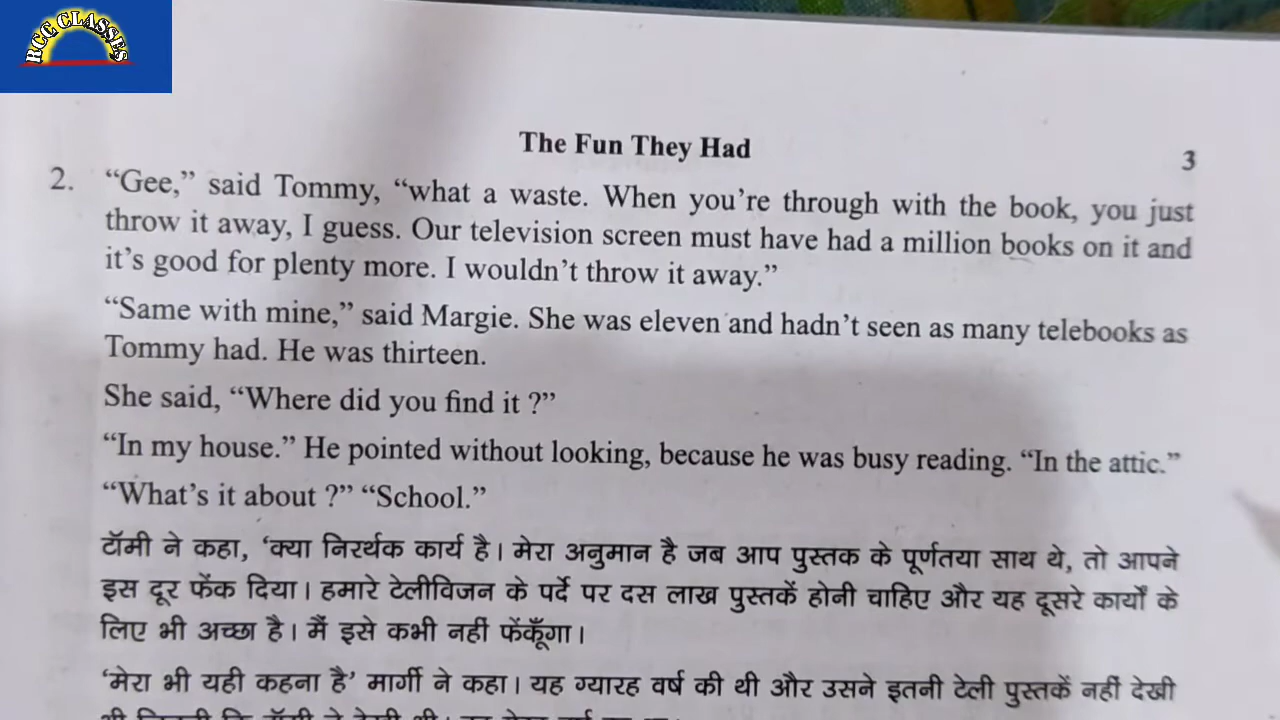 RCC CLASSES
The Fun They Had
3
2. “Gee,” said Tommy, “what a waste. When you’re through with the book, you just
throw it away, I guess. Our television screen must have had a million books on it and
it’s good for plenty more. I wouldn’t throw it away.”
“Same with mine,” said Margie. She was eleven and hadn’t seen as many telebooks as
Tommy had. He was thirteen.
She said, “Where did you find it ?”
“In my house.” He pointed without looking, because he was busy reading. “In the attic.”
“What’s it about ?” “School.”
टॉमी ने कहा, ‘क्या निरर्थक कार्य है। मेरा अनुमान है जब आप पुस्तक के पूर्णतया साथ थे, तो आपने
इस दूर फेंक दिया। हमारे टेलीविजन के पर्दे पर दस लाख पुस्तकें होनी चाहिए और यह दूसरे कार्यों के
लिए भी अच्छा है। मैं इसे कभी नहीं फेंकूँगा।
‘मेरा भी यही कहना है’ मार्गी ने कहा। यह ग्यारह वर्ष की थी और उसने इतनी टेली पुस्तकें नहीं देखी